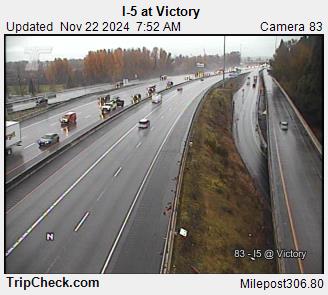 I-5 at Victory
Updated Nov 22 2024 7:52 AM Camera 83
N
83 - I5 @ Victory
TripCheck.com Milepost306.80